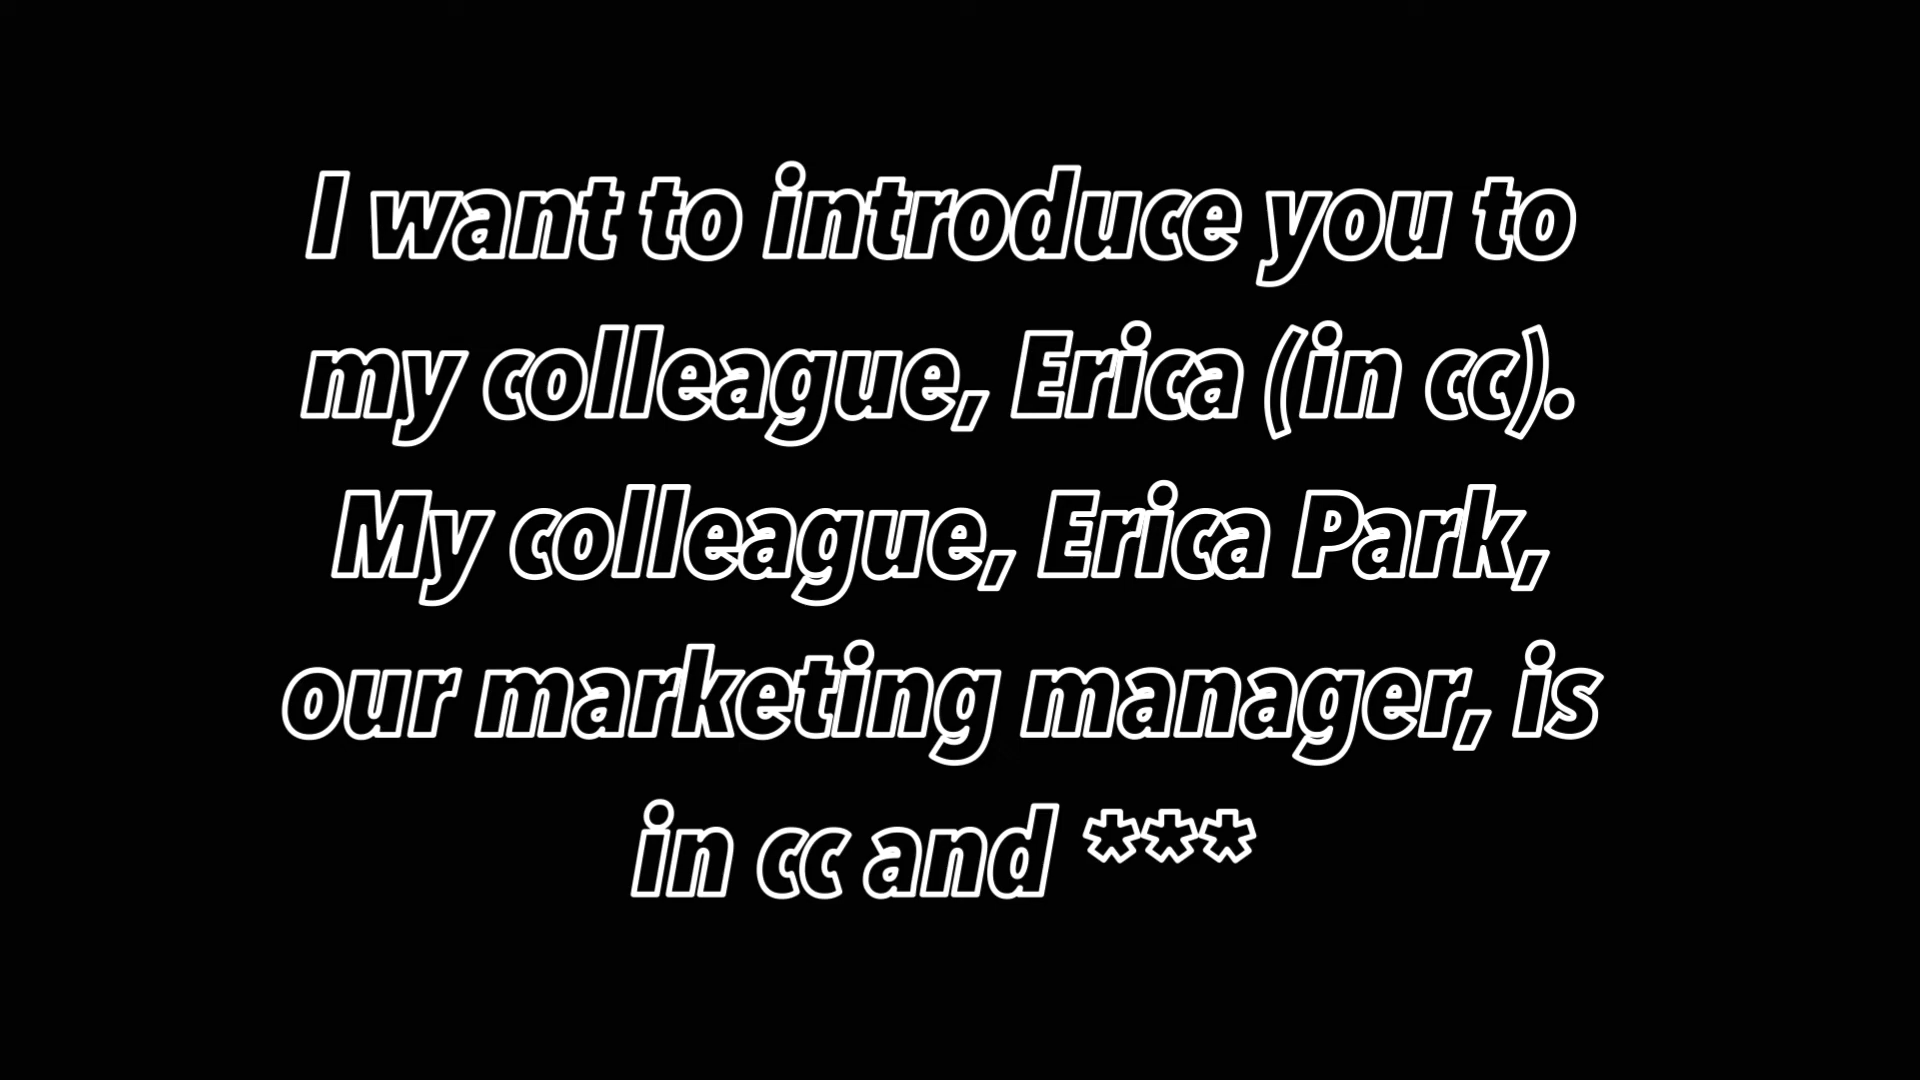 I want to introduce you to
my colleague, Erica (in cc).
My colleague, Erica Park,
our marketing manager, is
in cc and ***